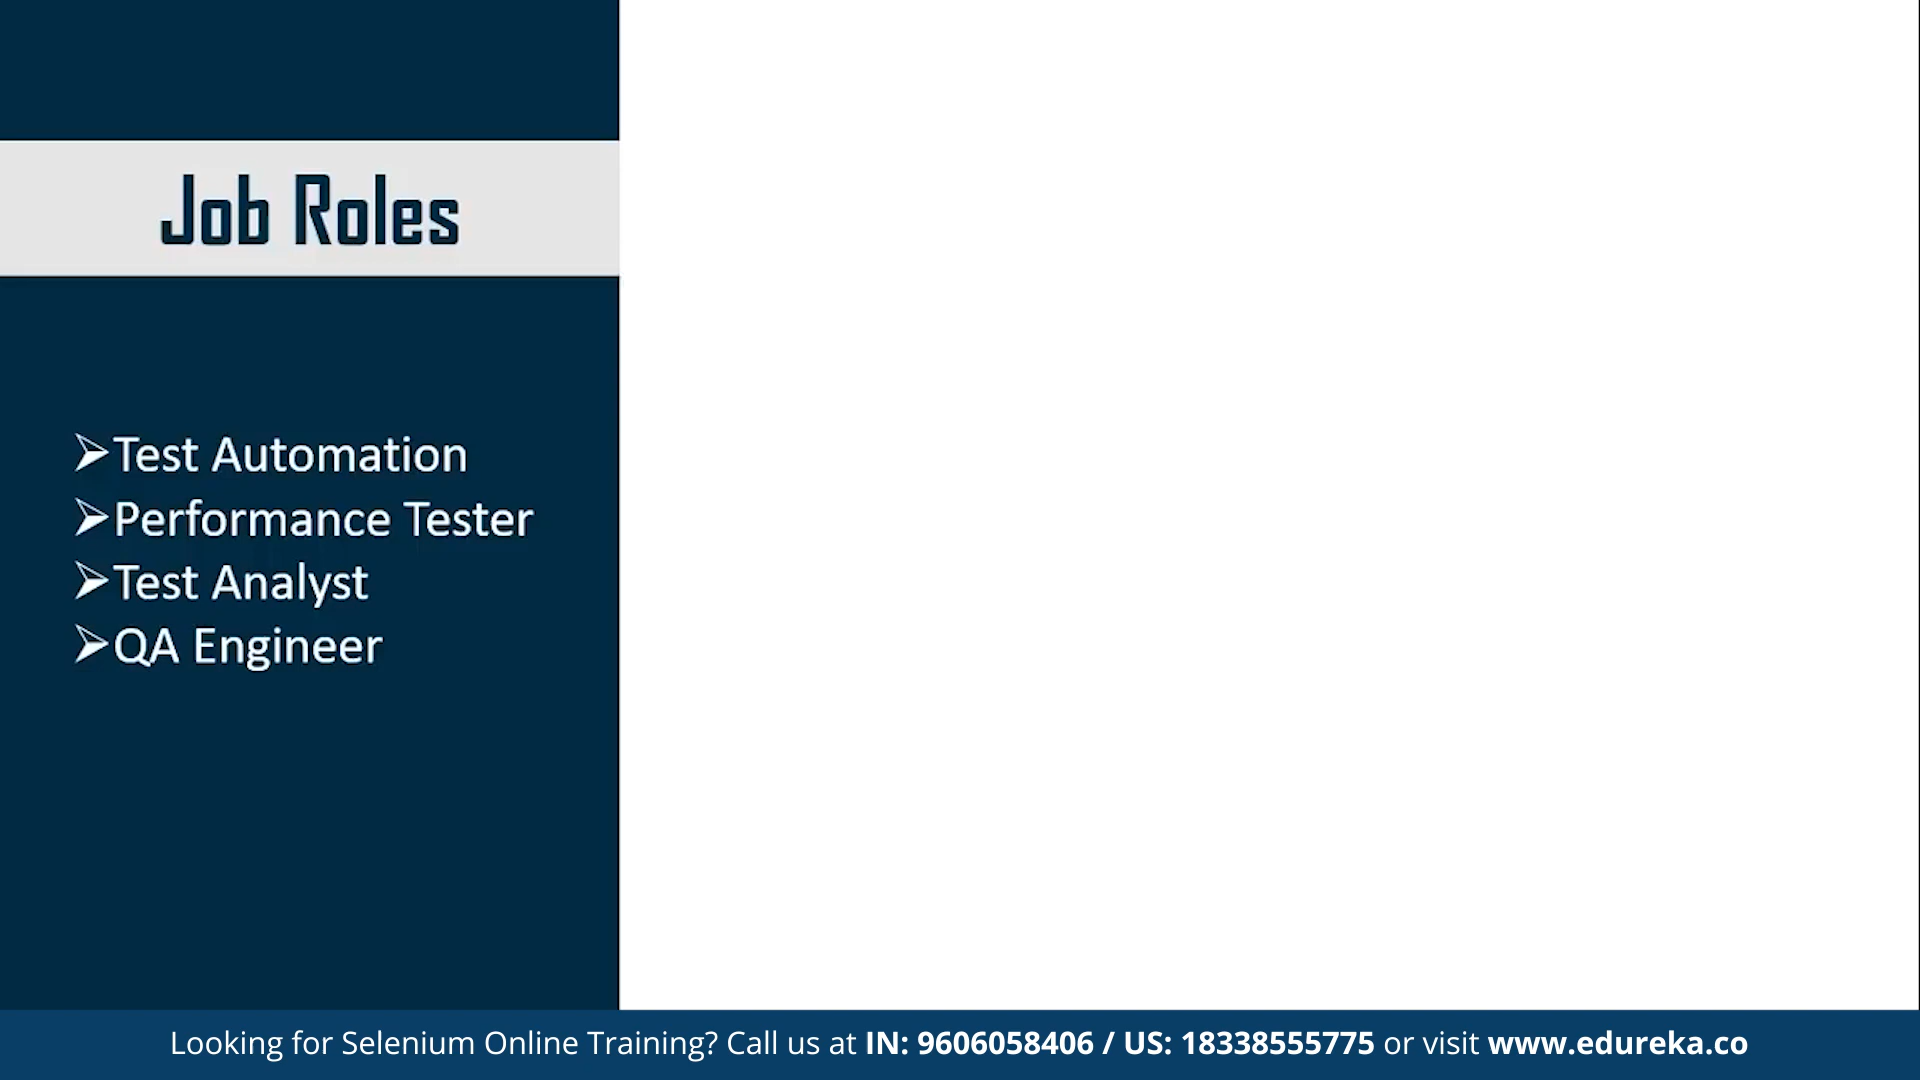 Job Roles
➢Test Automation
➢Performance Tester
➢Test Analyst
➢QA Engineer
Looking for Selenium Online Training? Call us at IN: 9606058406 / US: 18338555775 or visit www.edureka.co